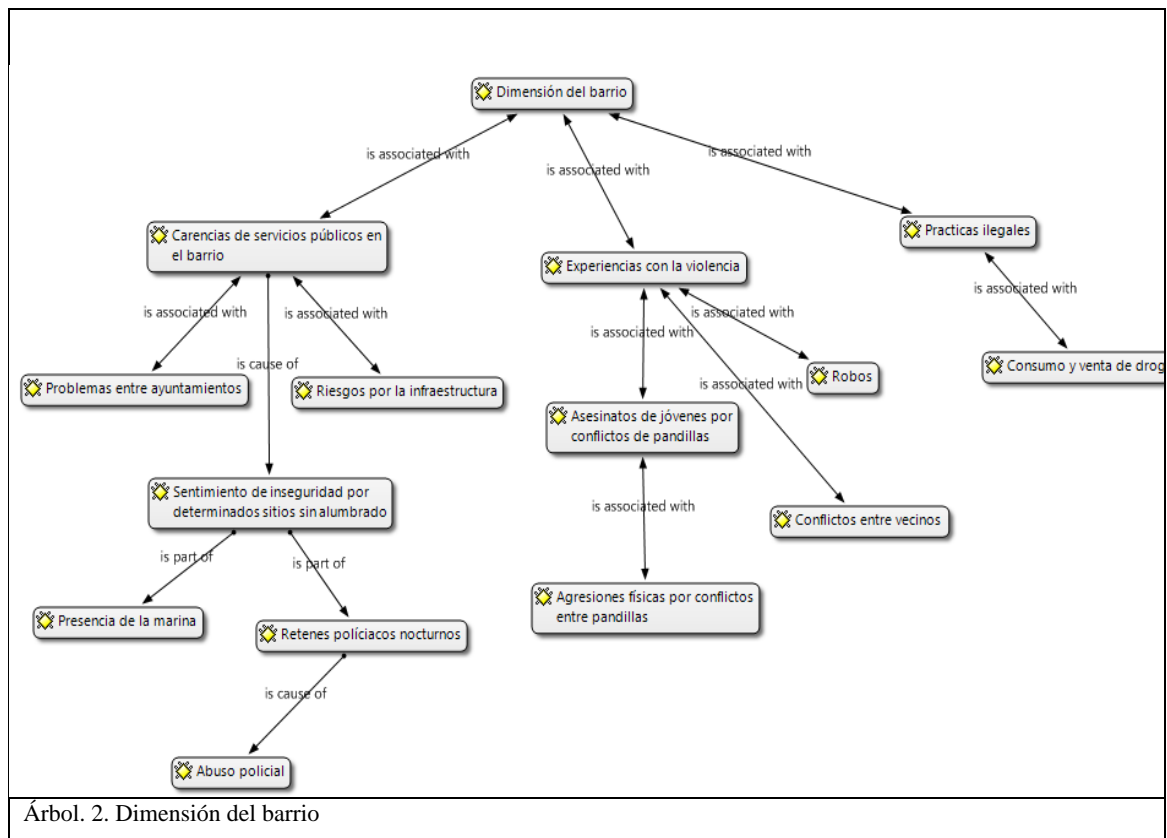 Dimensión del barrio
is associated with
is associated with
is associated with
Carencias de servicios públicos en
el barrio
Experiencias con la violencia
Practicas ilegales
is associated with
is associated with
is cause of
is associated with
is associated with
is associated with
is associated with
Problemas entre ayuntamientos
Riesgos por la infraestructura
Robos
Consumo y venta de drog
Asesinatos de jóvenes por
conflictos de pandillas
Sentimiento de inseguridad por
determinados sitios sin alumbrado
is associated with
Conflictos entre vecinos
is part of
is part of
Agresiones físicas por conflictos
entre pandillas
Presencia de la marina
Retenes políciacos nocturnos
is cause of
Abuso policial
Árbol. 2. Dimensión del barrio